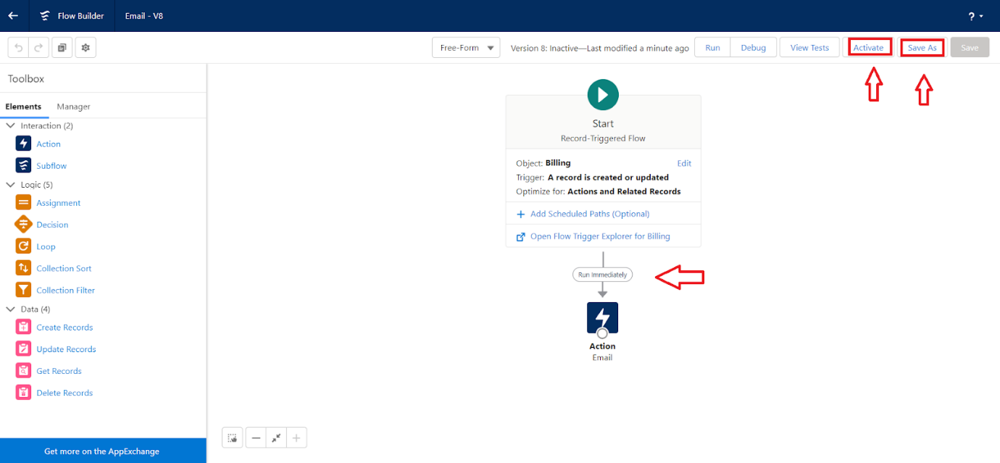 Flow Builder
Email - V8
?
Free-Form
Version 8: Inactive—Last modified a minute ago
Run
Debug
View Tests
Activate
Save As
Save
Toolbox
Elements
Manager
Interaction (2)
Action
Subflow
Logic (5)
Assignment
Decision
Loop
Collection Sort
Collection Filter
Data (4)
Create Records
Update Records
Get Records
Delete Records
Get more on the AppExchange
Start
Record-Triggered Flow
Object: Billing
Edit
Trigger: A record is created or updated
Optimize for: Actions and Related Records
+ Add Scheduled Paths (Optional)
Open Flow Trigger Explorer for Billing
Run Immediately
Action
Email